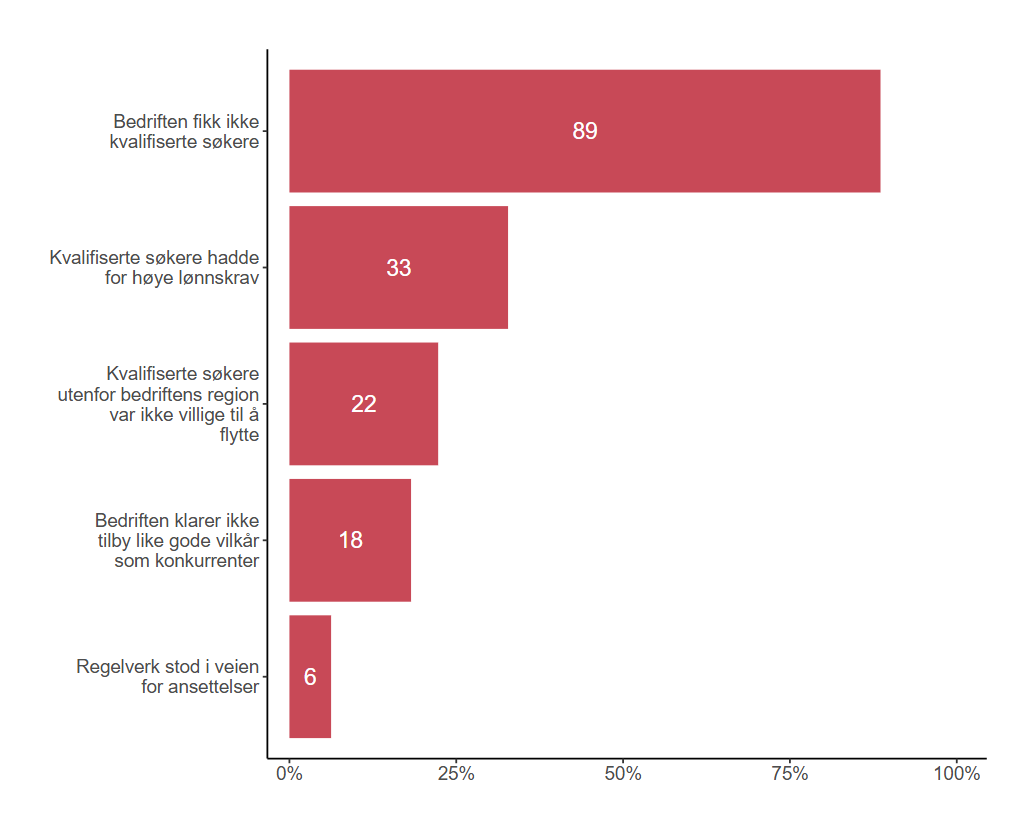 Bedriften fikk ikke
kvalifiserte søkere
89
Kvalifiserte søkere hadde
for høye lønnskrav
33
Kvalifiserte søkere
utenfor bedriftens region
var ikke villige til å
flytte
22
Bedriften klarer ikke
tilby like gode vilkår
som konkurrenter
18
Regelverk stod i veien
for ansettelser
6
0% 25% 50% 75% 100%